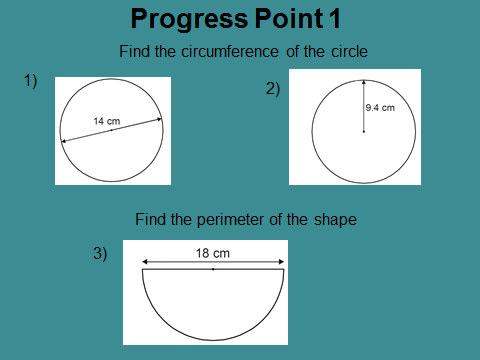 Progress Point 1
Find the circumference of the circle
1)
14 cm
2)
9.4 cm
Find the perimeter of the shape
3)
18 cm